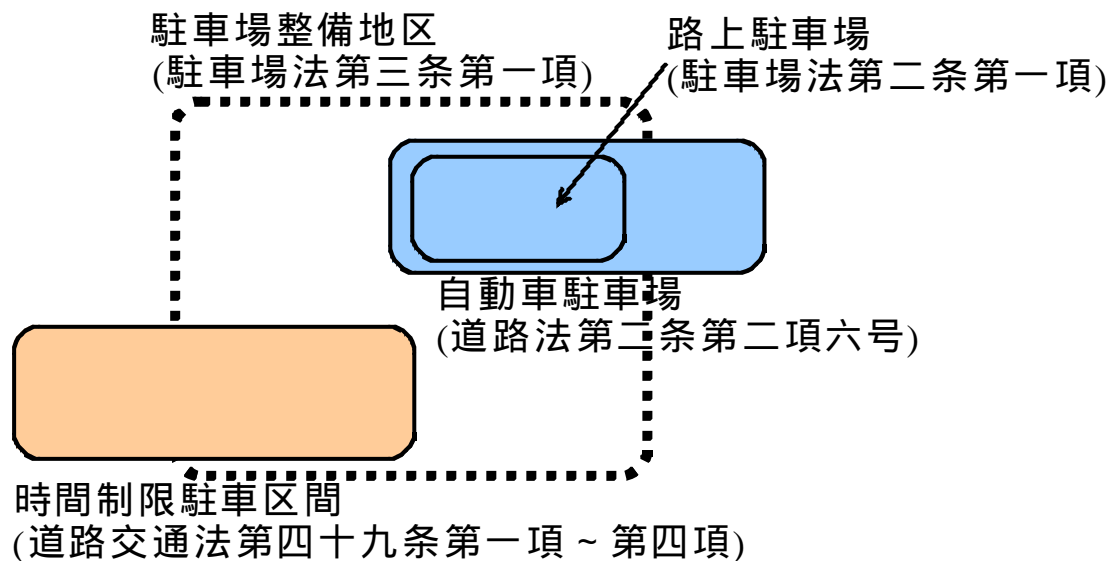 駐車場整備地区
(駐車場法第三条第一項)
路上駐車場
(駐車場法第二条第一項)
自動車駐車場
(道路法第二条第二項六号)
時間制限駐車区間
(道路交通法第四十九条第一項~第四項)